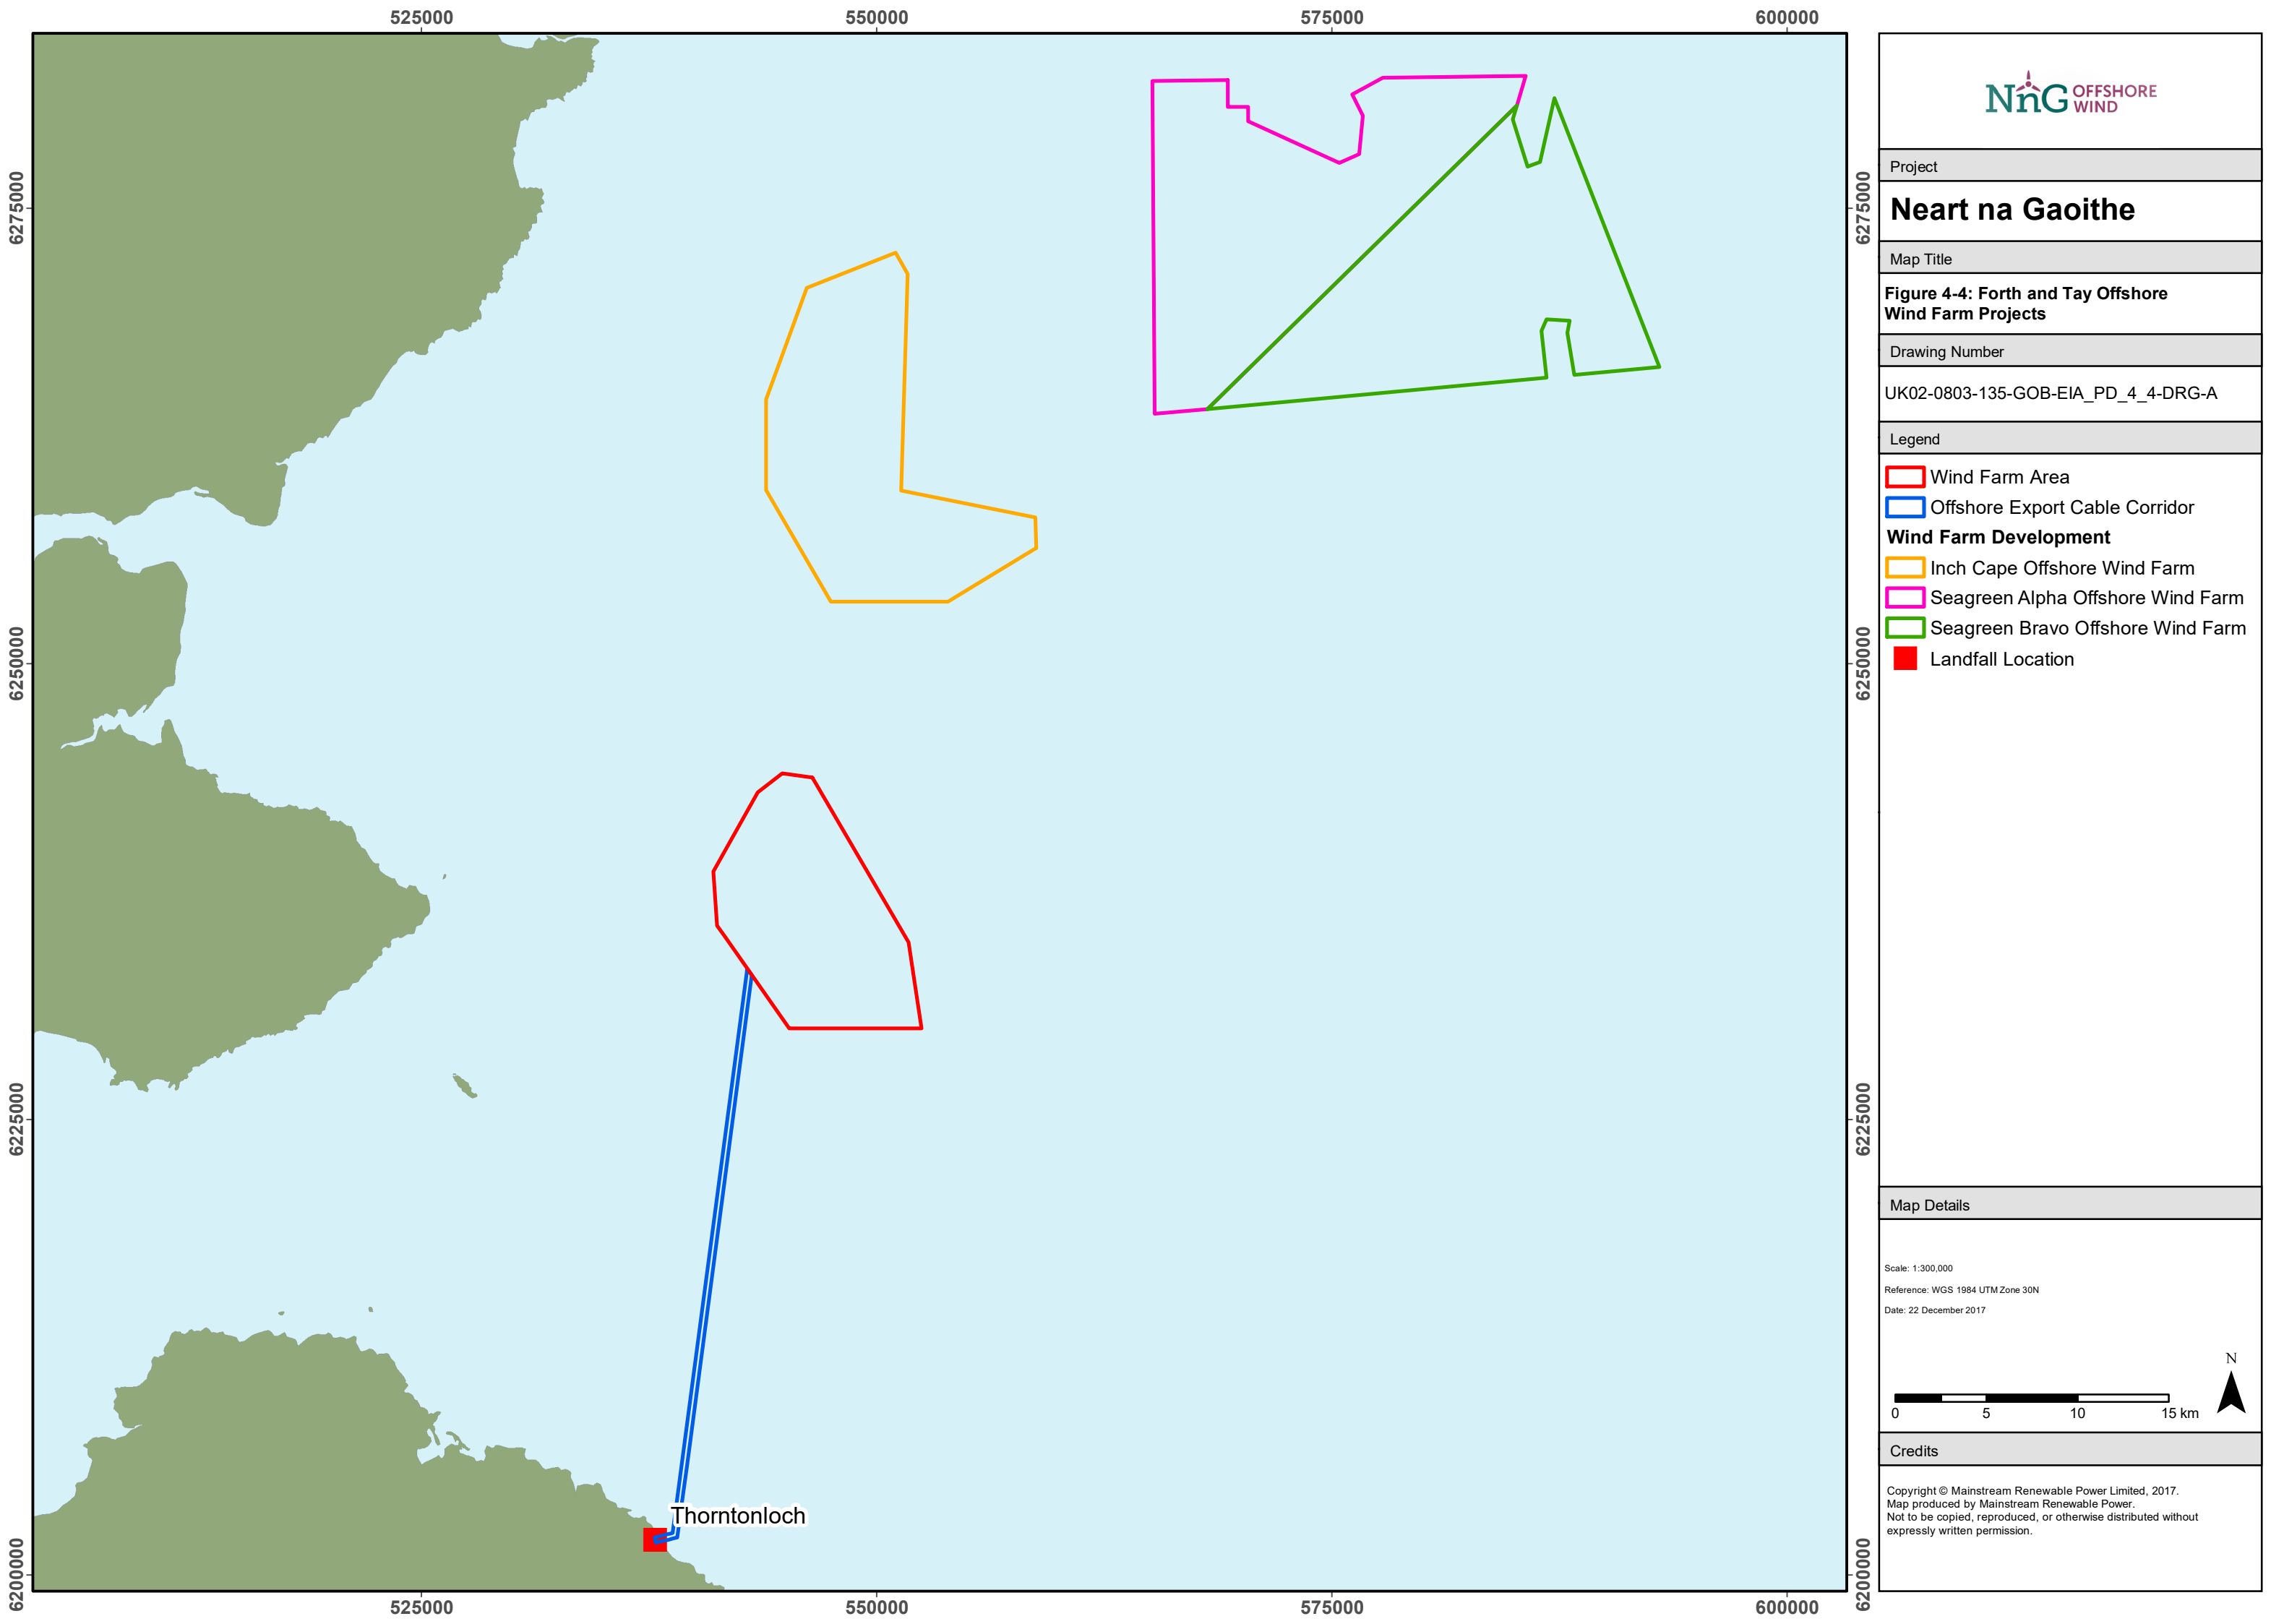 525000
550000
575000
600000
6275000
6250000
6225000
6200000
6275000
6250000
6225000
6200000
525000
550000
575000
600000
Thorntonloch
NnG OFFSHORE
WIND
Project
Neart na Gaoithe
Map Title
Figure 4-4: Forth and Tay Offshore
Wind Farm Projects
Drawing Number
UK02-0803-135-GOB-EIA_PD_4_4-DRG-A
Legend
Wind Farm Area
Offshore Export Cable Corridor
Wind Farm Development
Inch Cape Offshore Wind Farm
Seagreen Alpha Offshore Wind Farm
Seagreen Bravo Offshore Wind Farm
Landfall Location
Map Details
Scale: 1:300,000
Reference: WGS 1984 UTM Zone 30N
Date: 22 December 2017
N
0 5 10 15 km
Credits
Copyright © Mainstream Renewable Power Limited, 2017.
Map produced by Mainstream Renewable Power.
Not to be copied, reproduced, or otherwise distributed without
expressly written permission.